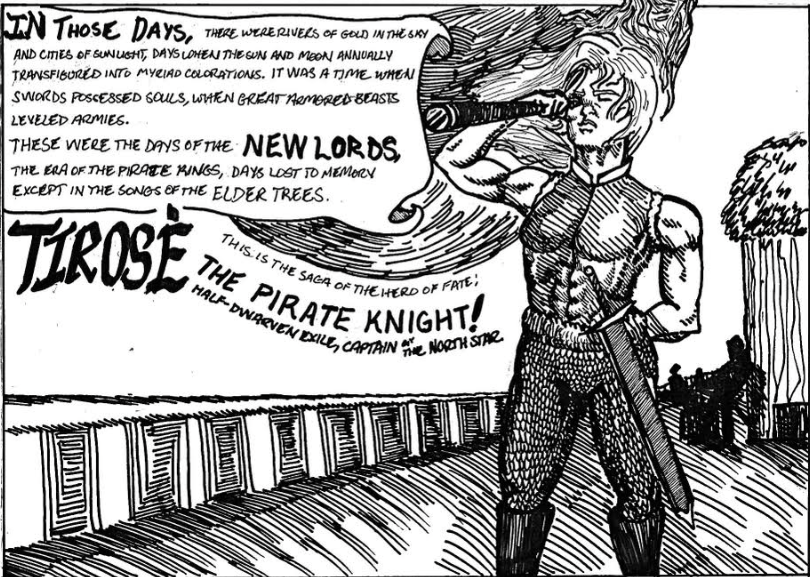 IN THOSE DAYS, THERE WERE RIVERS OF GOLD IN THE SKY
AND CITIES OF SUNLIGHT, DAYS WHEN THE SUN AND MOON ANNUALLY
TRANSFIGURED INTO MYRIAD COLORATIONS. IT WAS A TIME WHEN
SWORDS POSSESSED SOULS, WHEN GREAT ARMORED BEASTS
LEVELED ARMIES.
THESE WERE THE DAYS OF THE NEW LORDS,
THE ERA OF THE PIRATE KINGS, DAYS LOST TO MEMORY
EXCEPT IN THE SONGS OF THE ELDER TREES.
THIS IS THE SAGA OF THE HERO OF FATE;
TIROSÈ
THE PIRATE KNIGHT!
HALF-DWARVEN EXILE, CAPTAIN OF THE NORTH STAR